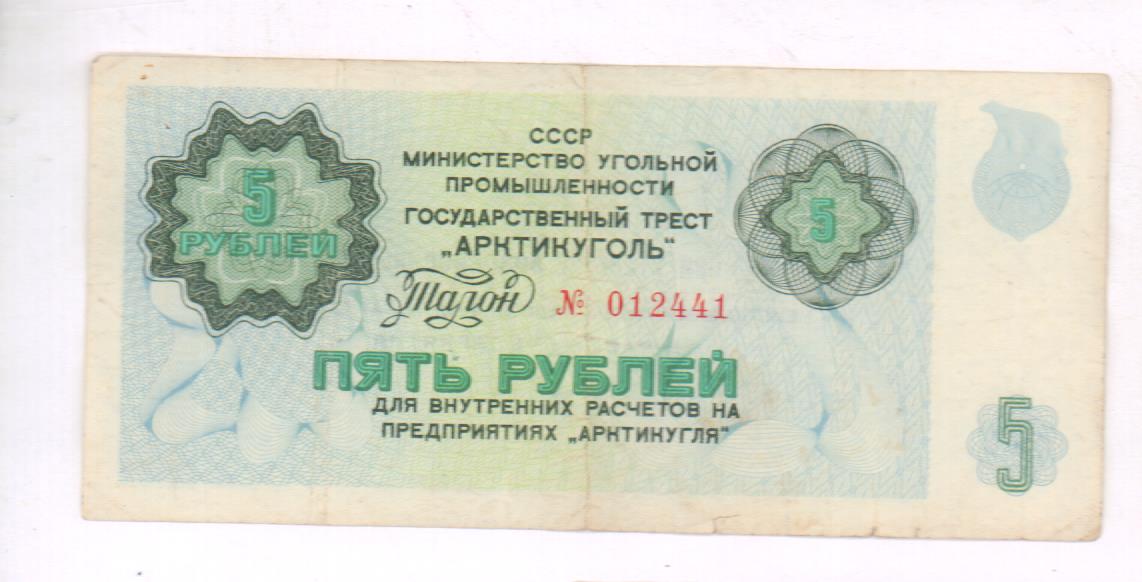 СССР
МИНИСТЕРСТВО УГОЛЬНОЙ
ПРОМЫШЛЕННОСТИ
ГОСУДАРСТВЕННЫЙ ТРЕСТ
„АРКТИКУГОЛЬ“
5
РУБЛЕЙ
5
Талон № 012441
ПЯТЬ РУБЛЕЙ
ДЛЯ ВНУТРЕННИХ РАСЧЕТОВ НА
ПРЕДПРИЯТИЯХ „АРКТИКУГЛЯ“
5